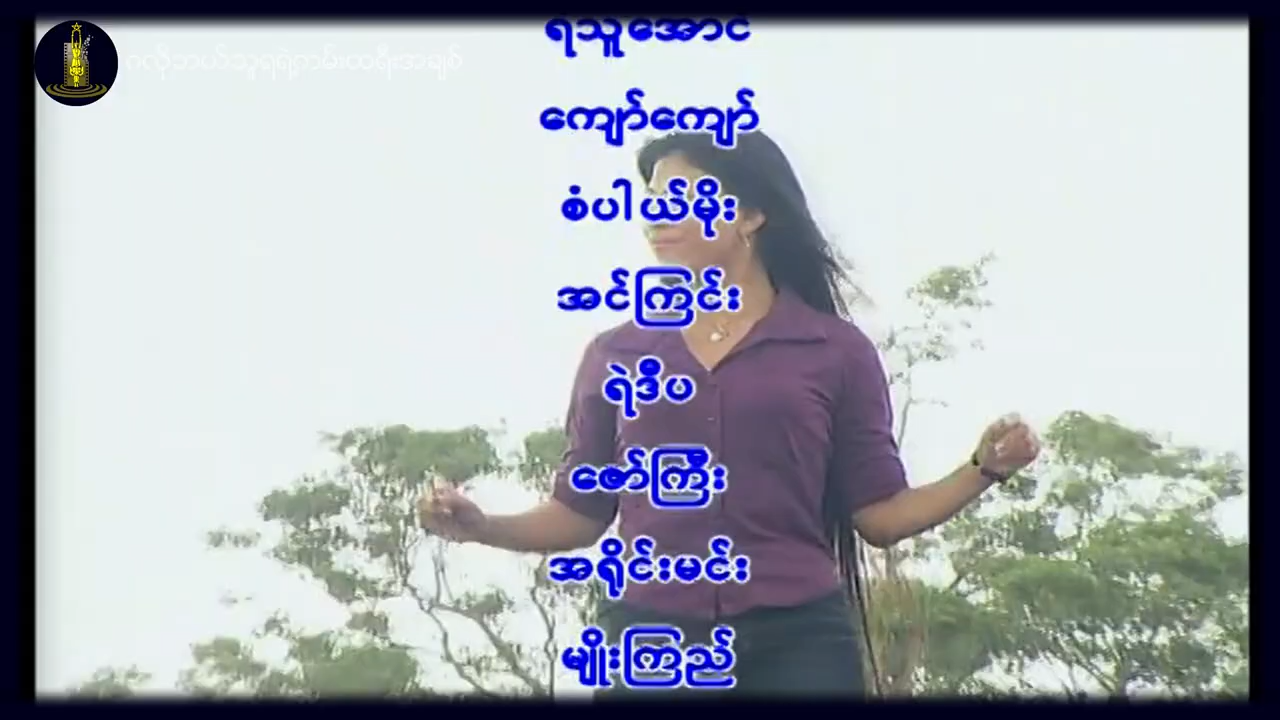 ရဲသူအောင်
ကျော်ကျော်
စံပါယ်မိုး
အင်ကြင်း
ရဲဒီပ
ဇော်ကြီး
အရိုင်းမင်း
မျိုးကြည်